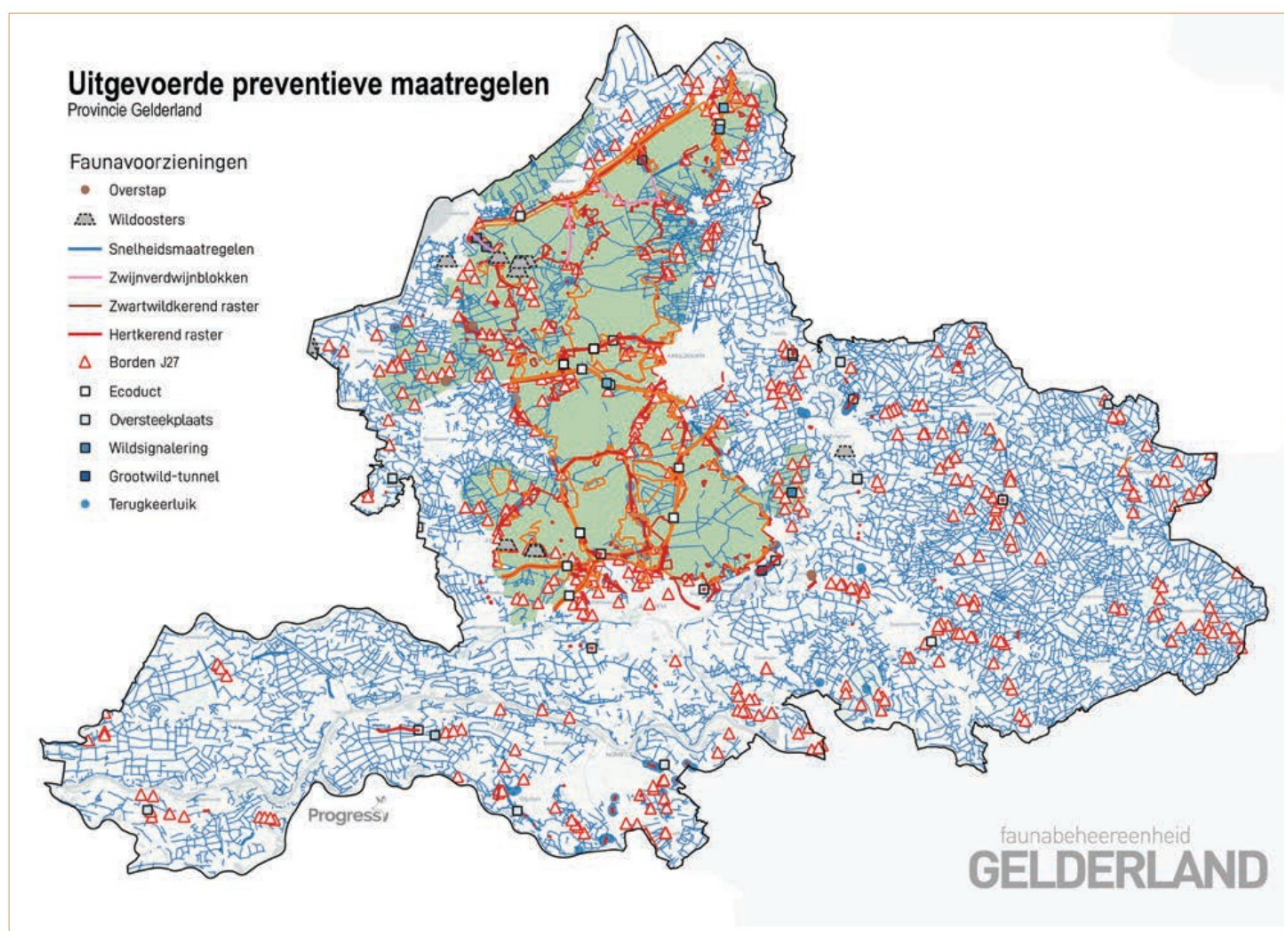 Uitgevoerde preventieve maatregelen
Provincie Gelderland
Faunavoorzieningen
Overstap
Wildoosters
Snelheidsmaatregelen
Zwijnverdwijnblokken
Zwartwildkerend raster
Hertkerend raster
Borden J27
Ecoduct
Oversteekplaats
Wildsignalering
Grootwild-tunnel
Terugkeerluik
Progress
faunabeheereenheid
GELDERLAND